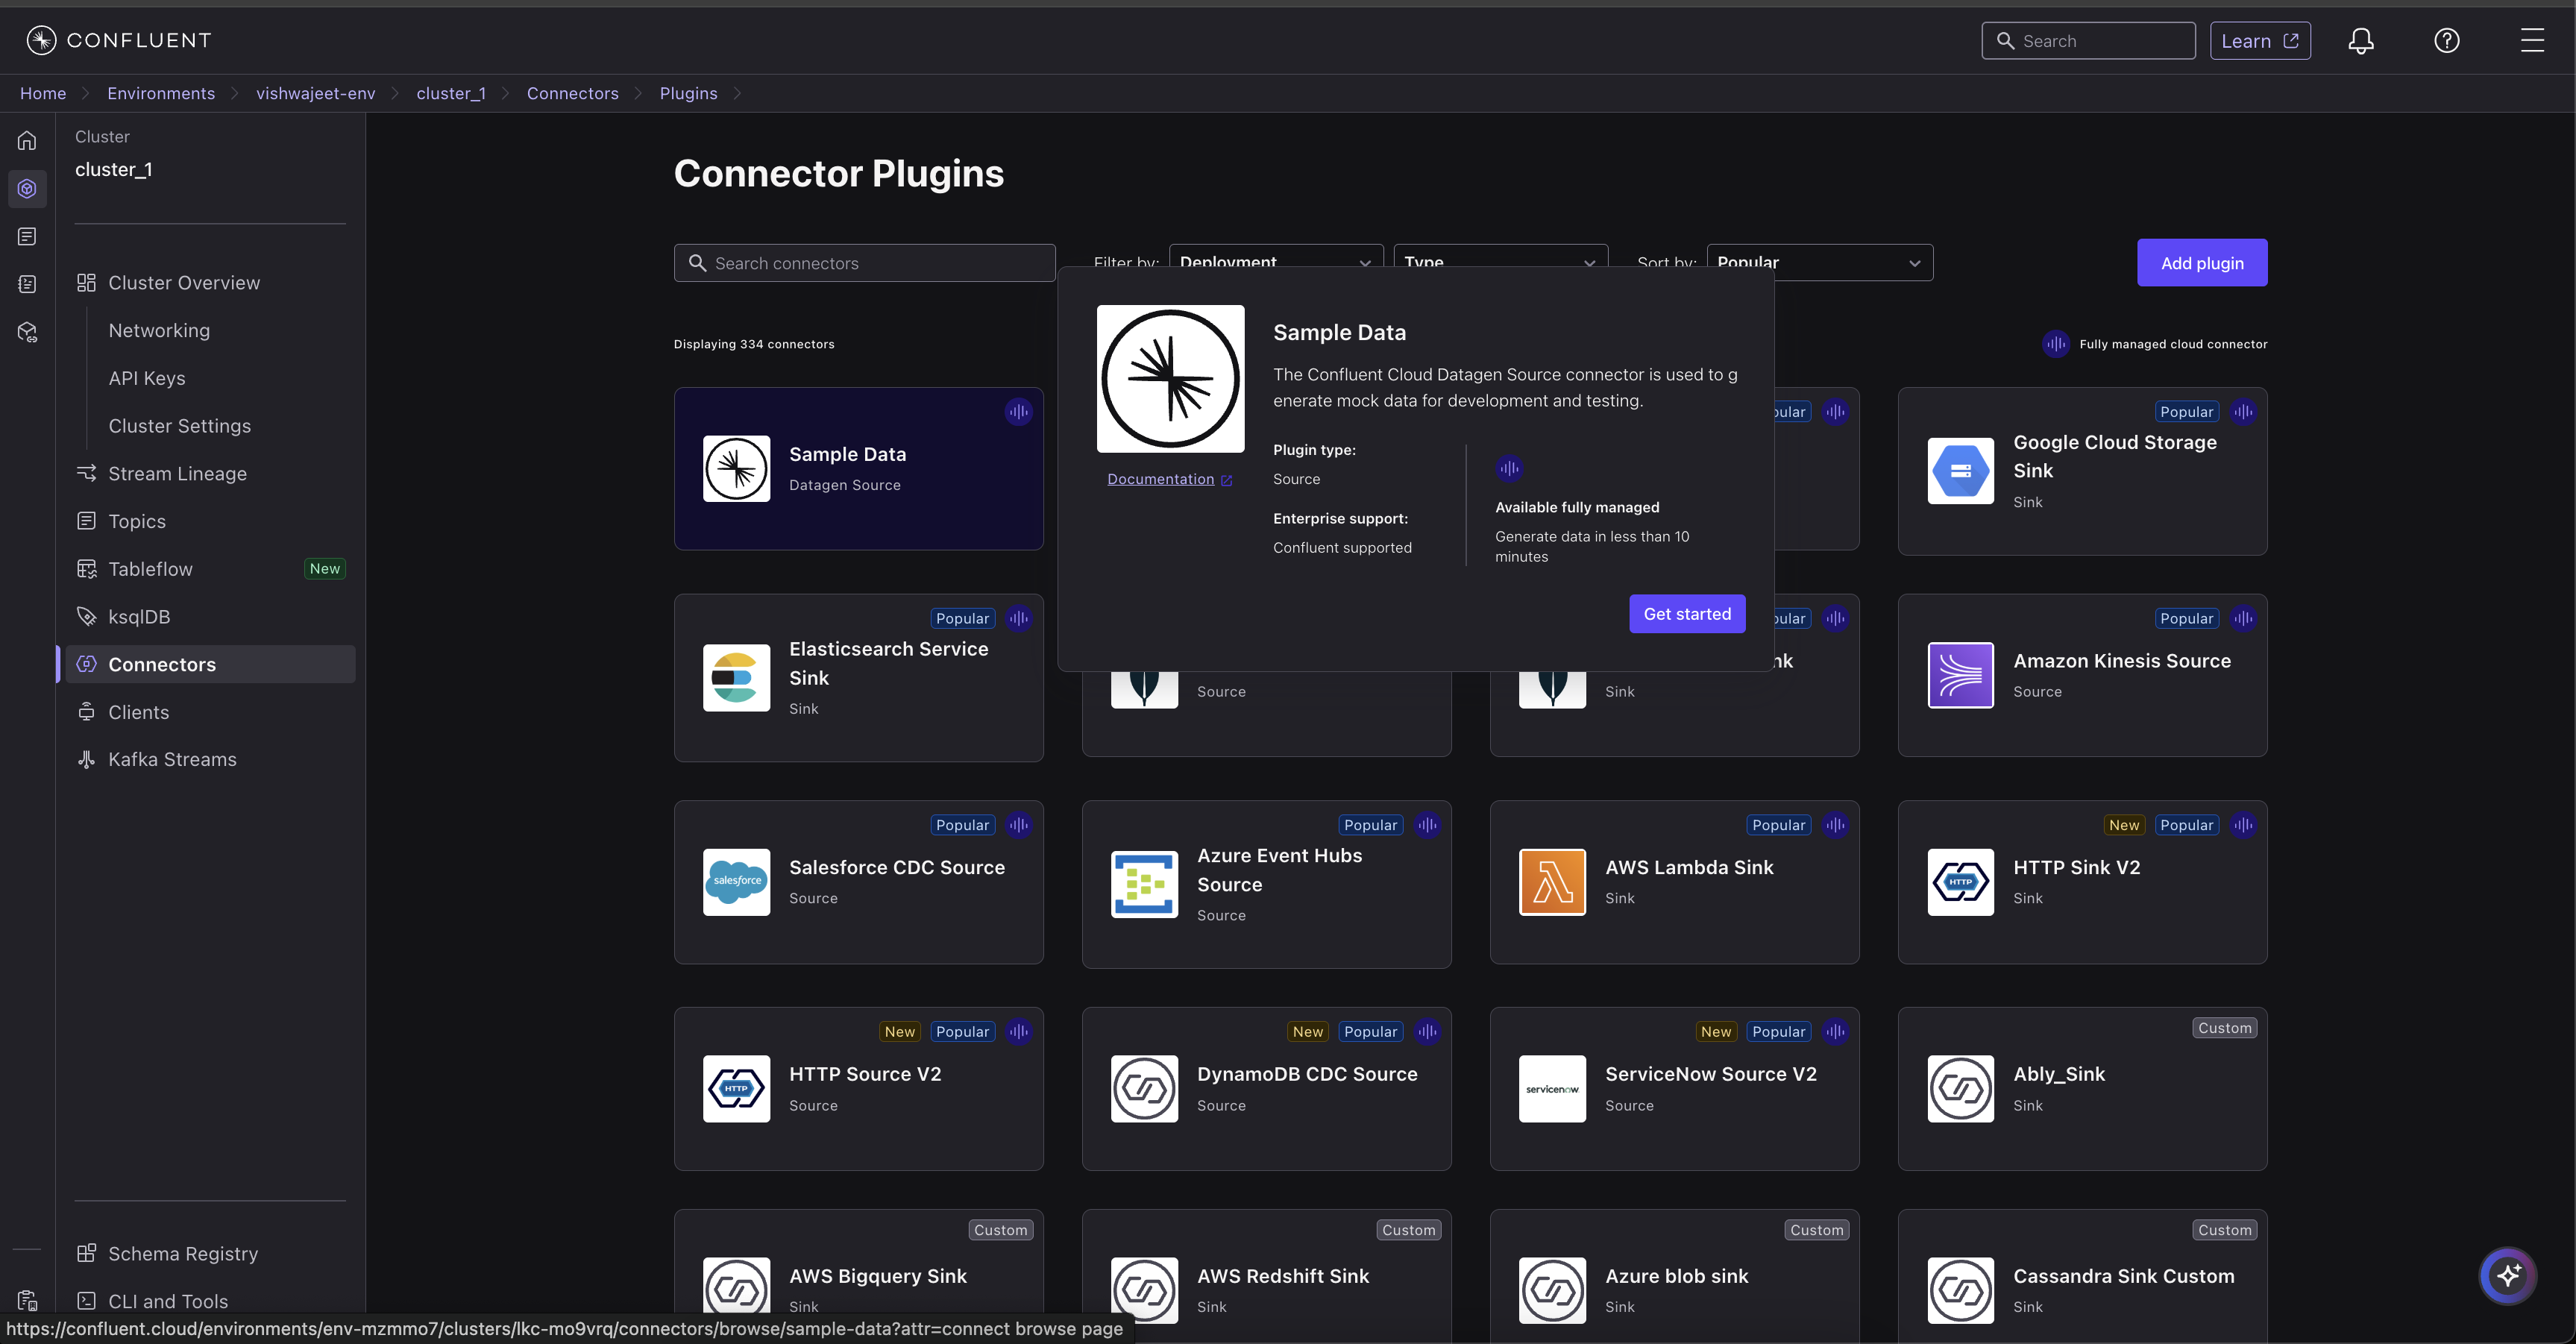 CONFLUENT
Search
Learn
Home
Environments
vishwajeet-env
cluster_1
Connectors
Plugins
Cluster
cluster_1
Cluster Overview
Networking
API Keys
Cluster Settings
Stream Lineage
Topics
Tableflow
New
ksqlDB
Connectors
Clients
Kafka Streams
Schema Registry
CLI and Tools
Connector Plugins
Search connectors
Filter by:
Deployment
Type
Sort by:
Popular
Add plugin
Displaying 334 connectors
Fully managed cloud connector
Sample Data
Datagen Source
Sample Data
The Confluent Cloud Datagen Source connector is used to g
enerate mock data for development and testing.
Documentation
Plugin type:
Source
Enterprise support:
Confluent supported
Available fully managed
Generate data in less than 10
minutes
Get started
pular
Popular
Google Cloud Storage
Sink
Sink
Popular
Elasticsearch Service
Sink
Sink
Source
pular
nk
Sink
Popular
Amazon Kinesis Source
Source
Popular
salesforce
Salesforce CDC Source
Source
Popular
Azure Event Hubs
Source
Source
Popular
AWS Lambda Sink
Sink
New
Popular
HTTP
HTTP Sink V2
Sink
New
Popular
HTTP
HTTP Source V2
Source
New
Popular
DynamoDB CDC Source
Source
New
Popular
servicenow
ServiceNow Source V2
Source
Custom
Ably_Sink
Sink
Custom
AWS Bigquery Sink
Sink
Custom
AWS Redshift Sink
Sink
Custom
Azure blob sink
Sink
Custom
Cassandra Sink Custom
Sink
https://confluent.cloud/environments/env-mzmmo7/clusters/lkc-mo9vrq/connectors/browse/sample-data?attr=connect browse page